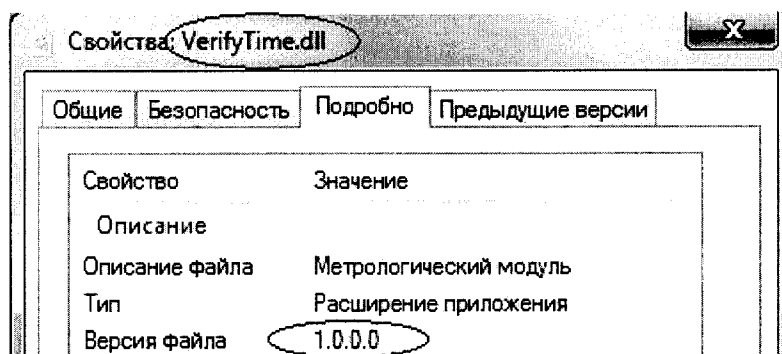 Свойства: VerifyTime.dll
Общие Безопасность Подробно Предыдущие версии
Свойство Значение
Описание
Описание файла Метрологический модуль
Тип Расширение приложения
Версия файла 1.0.0.0